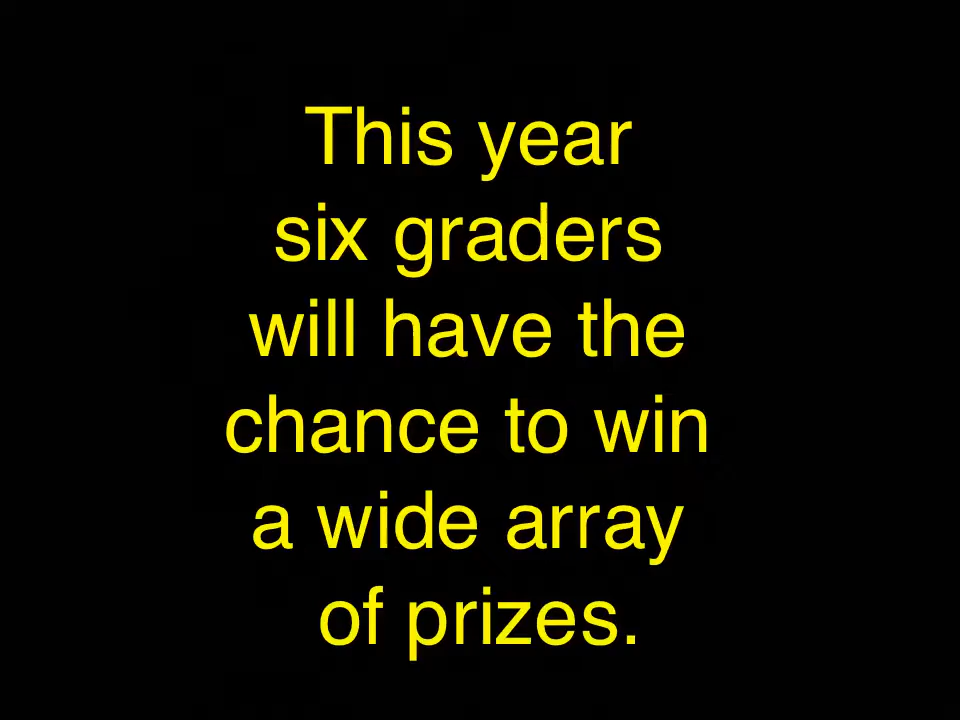 This year
six graders
will have the
chance to win
a wide array
of prizes.